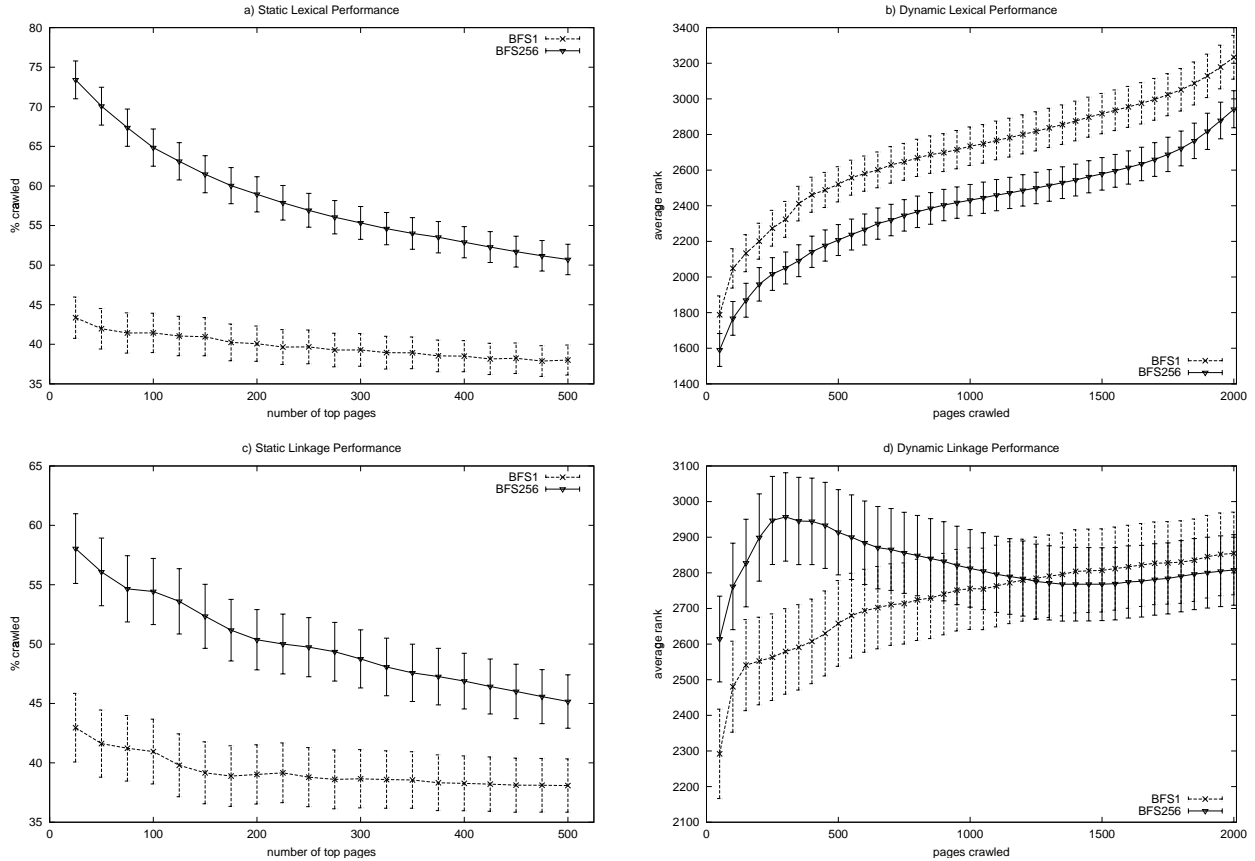 a) Static Lexical Performance
80
75
70
65
60
55
50
45
40
35
% crawled
0 100 200 300 400 500
number of top pages
BFS1
BFS256
b) Dynamic Lexical Performance
3400
3200
3000
2800
2600
2400
2200
2000
1800
1600
1400
average rank
0 500 1000 1500 2000
pages crawled
BFS1
BFS256
c) Static Linkage Performance
65
60
55
50
45
40
35
% crawled
0 100 200 300 400 500
number of top pages
BFS1
BFS256
d) Dynamic Linkage Performance
3100
3000
2900
2800
2700
2600
2500
2400
2300
2200
2100
average rank
0 500 1000 1500 2000
pages crawled
BFS1
BFS256